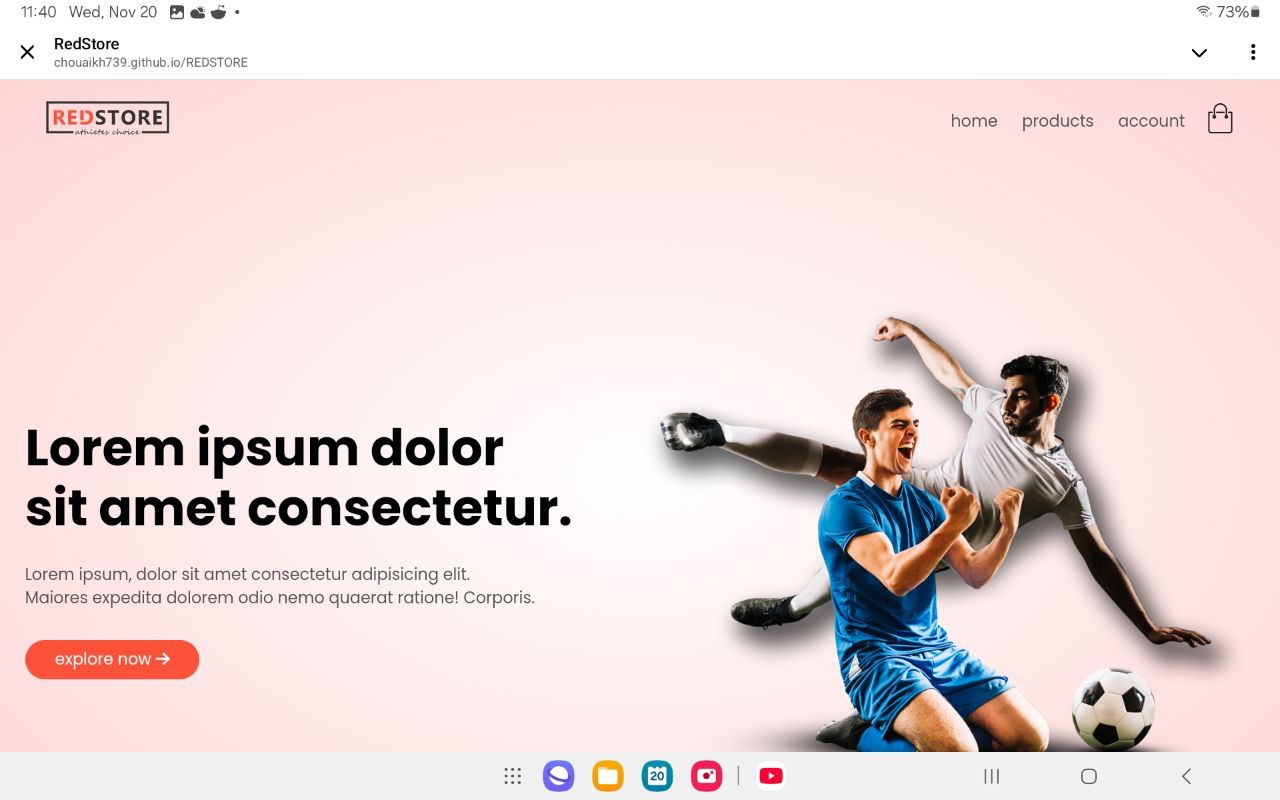 11:40 Wed, Nov 20
73%
RedStore
chouaikh739.github.io/REDSTORE
REDSTORE
athletes choice
home products account
Lorem ipsum dolor
sit amet consectetur.
Lorem ipsum, dolor sit amet consectetur adipisicing elit.
Maiores expedita dolorem odio nemo quaerat ratione! Corporis.
explore now →
20